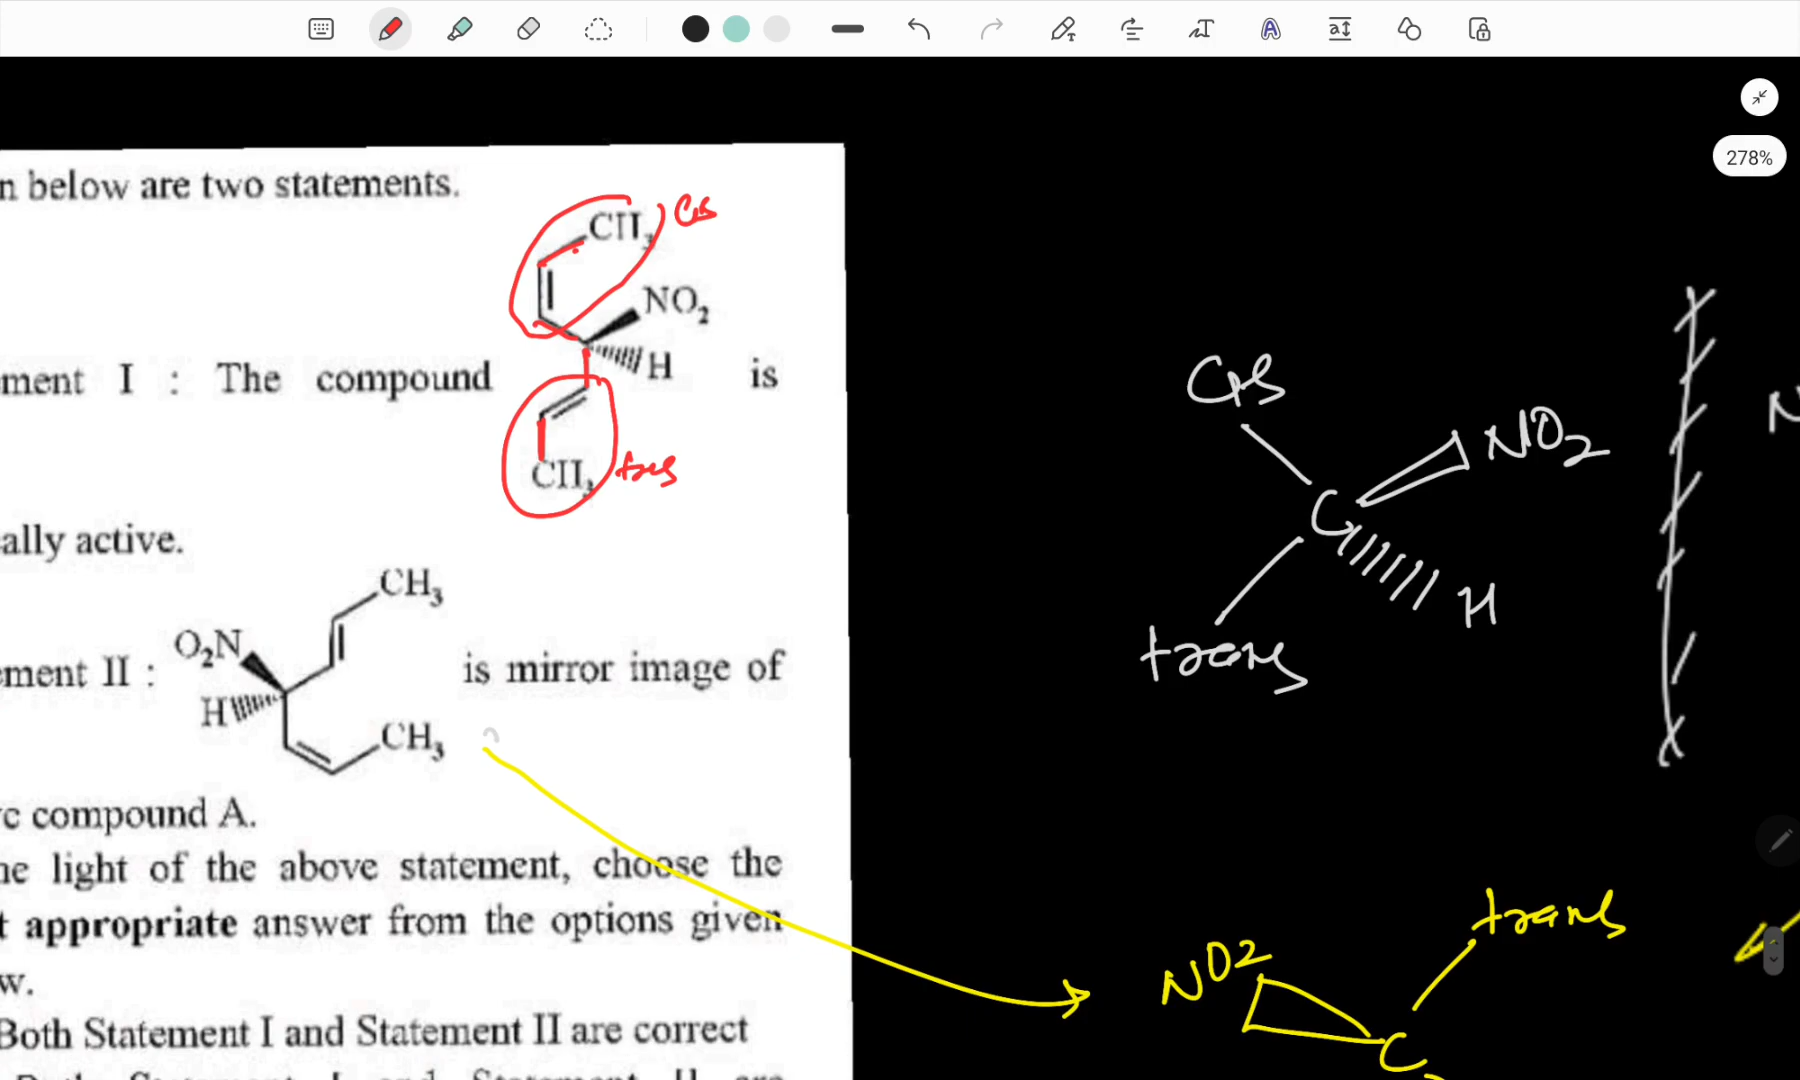 278%
n below are two statements.
CH3 Cis
NO2
H
ment I : The compound is
CH3 trans
ally active.
CH3
O2N
ement II : is mirror image of
H
CH3
compound A.
he light of the above statement, choose the
t appropriate answer from the options given
w.
Both Statement I and Statement II are correct
Cis
NO2
C
H
trans
N
trans
NO2
C